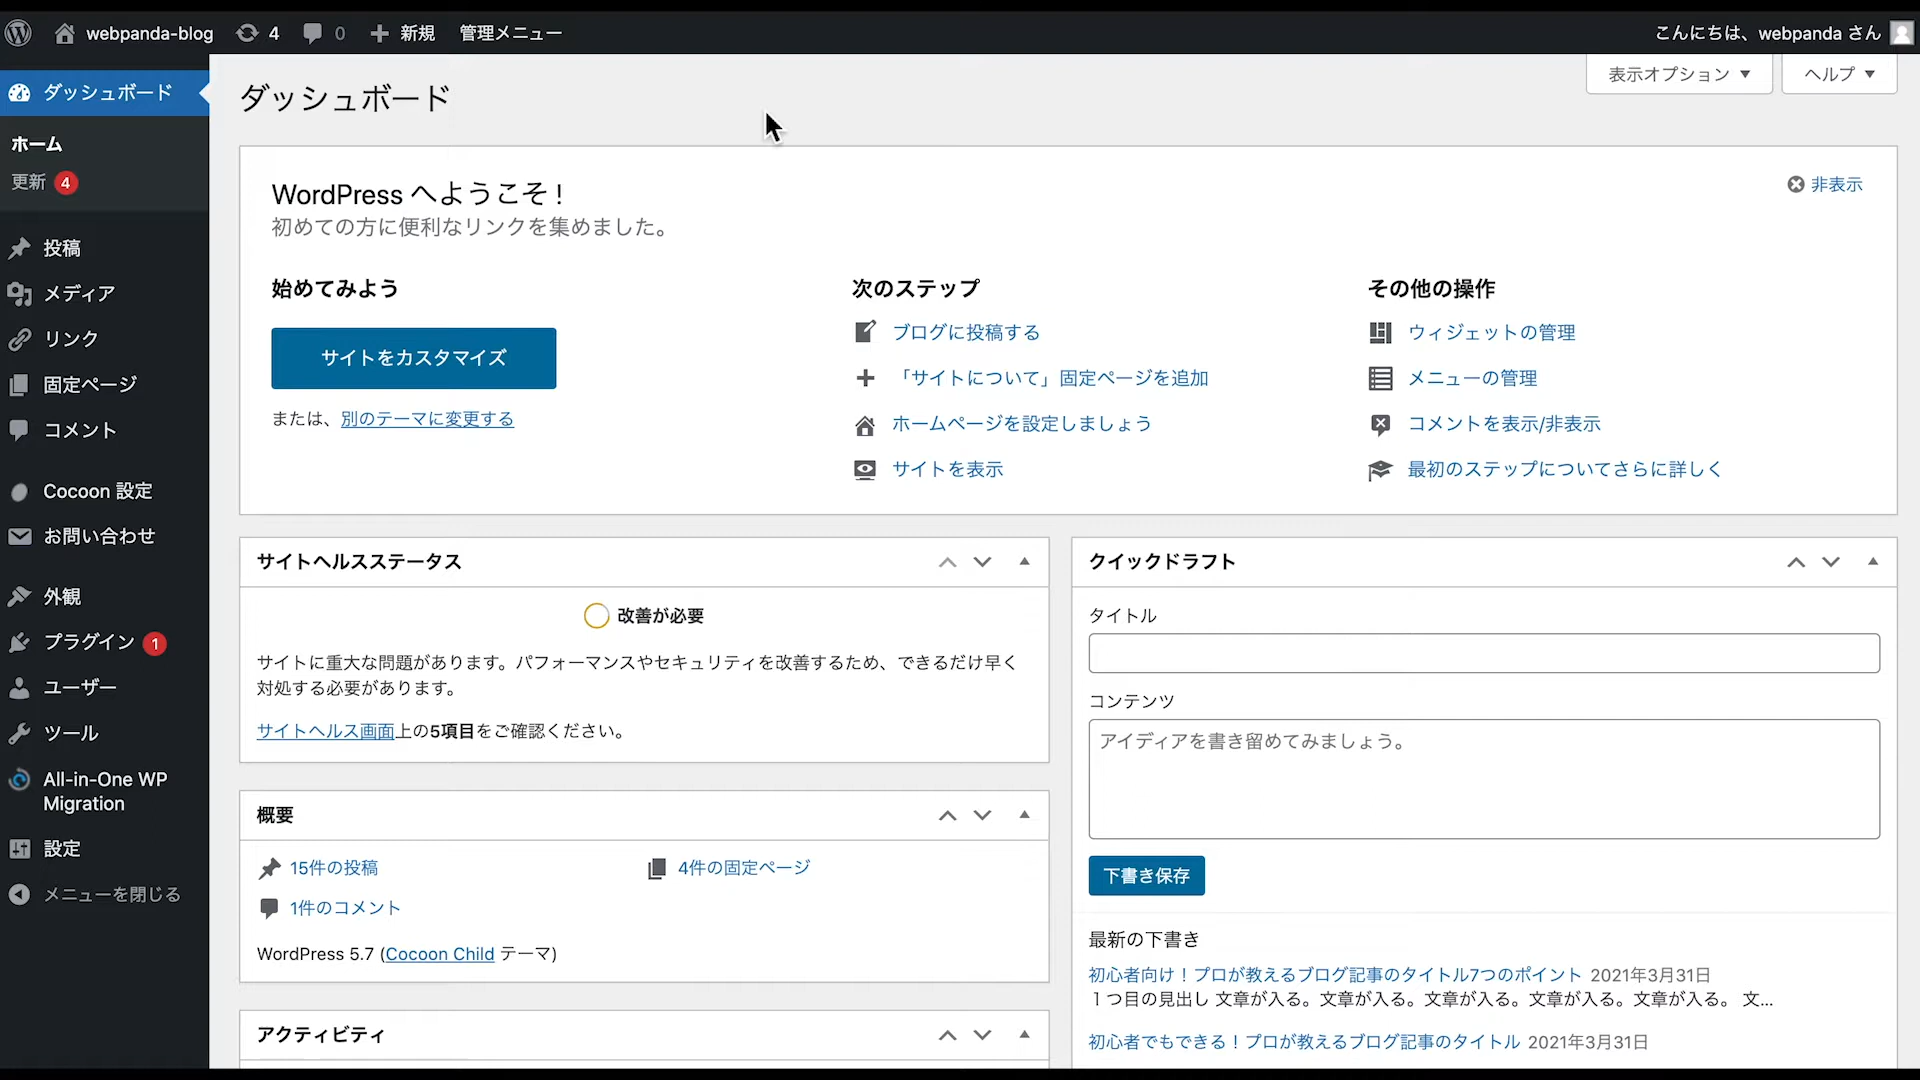 webpanda-blog 4 0 新規 管理メニュー こんにちは、webpanda さん
表示オプション ヘルプ
ダッシュボード
ホーム
更新 4
投稿
メディア
リンク
固定ページ
コメント
Cocoon 設定
お問い合わせ
外観
プラグイン 1
ユーザー
ツール
All-in-One WP
Migration
設定
メニューを閉じる
ダッシュボード
WordPress へようこそ !
初めての方に便利なリンクを集めました。
非表示
始めてみよう
サイトをカスタマイズ
または、別のテーマに変更する
次のステップ
ブログに投稿する
「サイトについて」固定ページを追加
ホームページを設定しましょう
サイトを表示
その他の操作
ウィジェットの管理
メニューの管理
コメントを表示/非表示
最初のステップについてさらに詳しく
サイトヘルスステータス
改善が必要
サイトに重大な問題があります。パフォーマンスやセキュリティを改善するため、できるだけ早く
対処する必要があります。
サイトヘルス画面上の5項目をご確認ください。
概要
15件の投稿 4件の固定ページ
1件のコメント
WordPress 5.7 (Cocoon Child テーマ)
アクティビティ
クイックドラフト
タイトル
コンテンツ
アイディアを書き留めてみましょう。
下書き保存
最新の下書き
初心者向け！プロが教えるブログ記事のタイトル7つのポイント 2021年3月31日
１つ目の見出し 文章が入る。文章が入る。文章が入る。文章が入る。文章が入る。 文…
初心者でもできる！プロが教えるブログ記事のタイトル 2021年3月31日